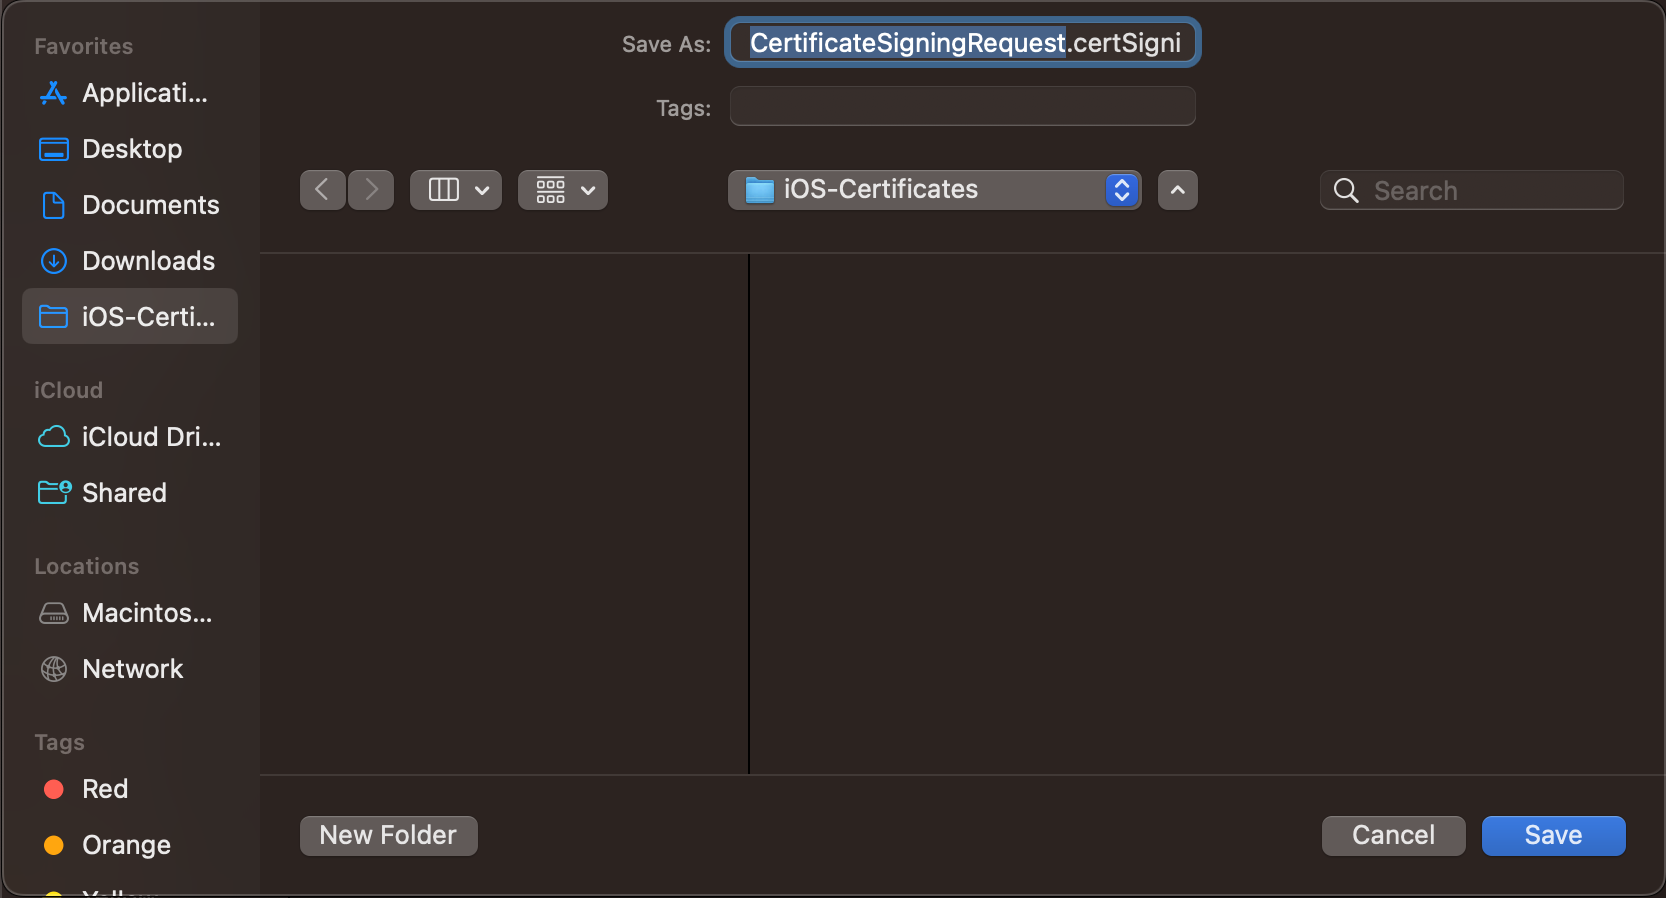 Favorites
Applicati...
Desktop
Documents
Downloads
iOS-Certi...
iCloud
iCloud Dri...
Shared
Locations
Macintos...
Network
Tags
Red
Orange
Yellow
Save As: CertificateSigningRequest.certSigni
Tags:
iOS-Certificates
Search
New Folder
Cancel
Save